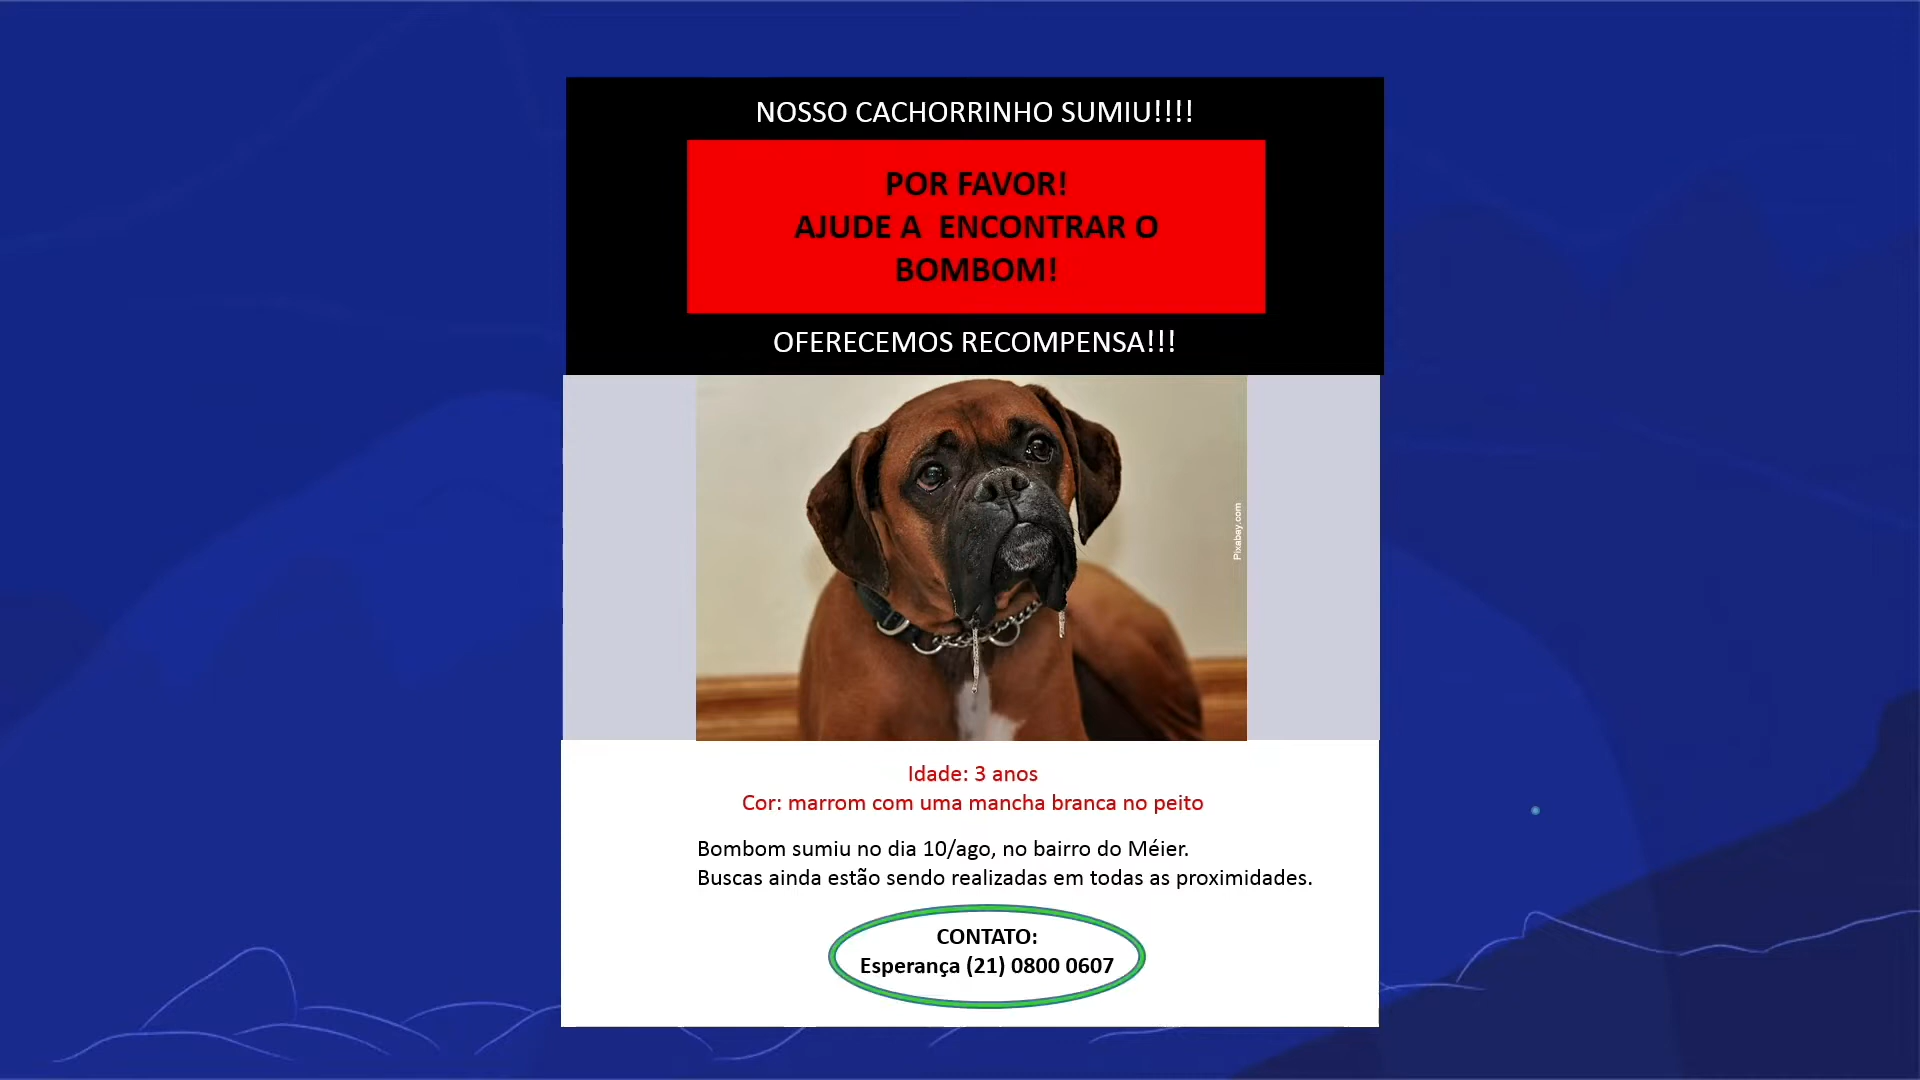 NOSSO CACHORRINHO SUMIU!!!!
POR FAVOR!
AJUDE A  ENCONTRAR O
BOMBOM!
OFERECEMOS RECOMPENSA!!!
Pixabay.com
Idade: 3 anos
Cor: marrom com uma mancha branca no peito
Bombom sumiu no dia 10/ago, no bairro do Méier.
Buscas ainda estão sendo realizadas em todas as proximidades.
CONTATO:
Esperança (21) 0800 0607